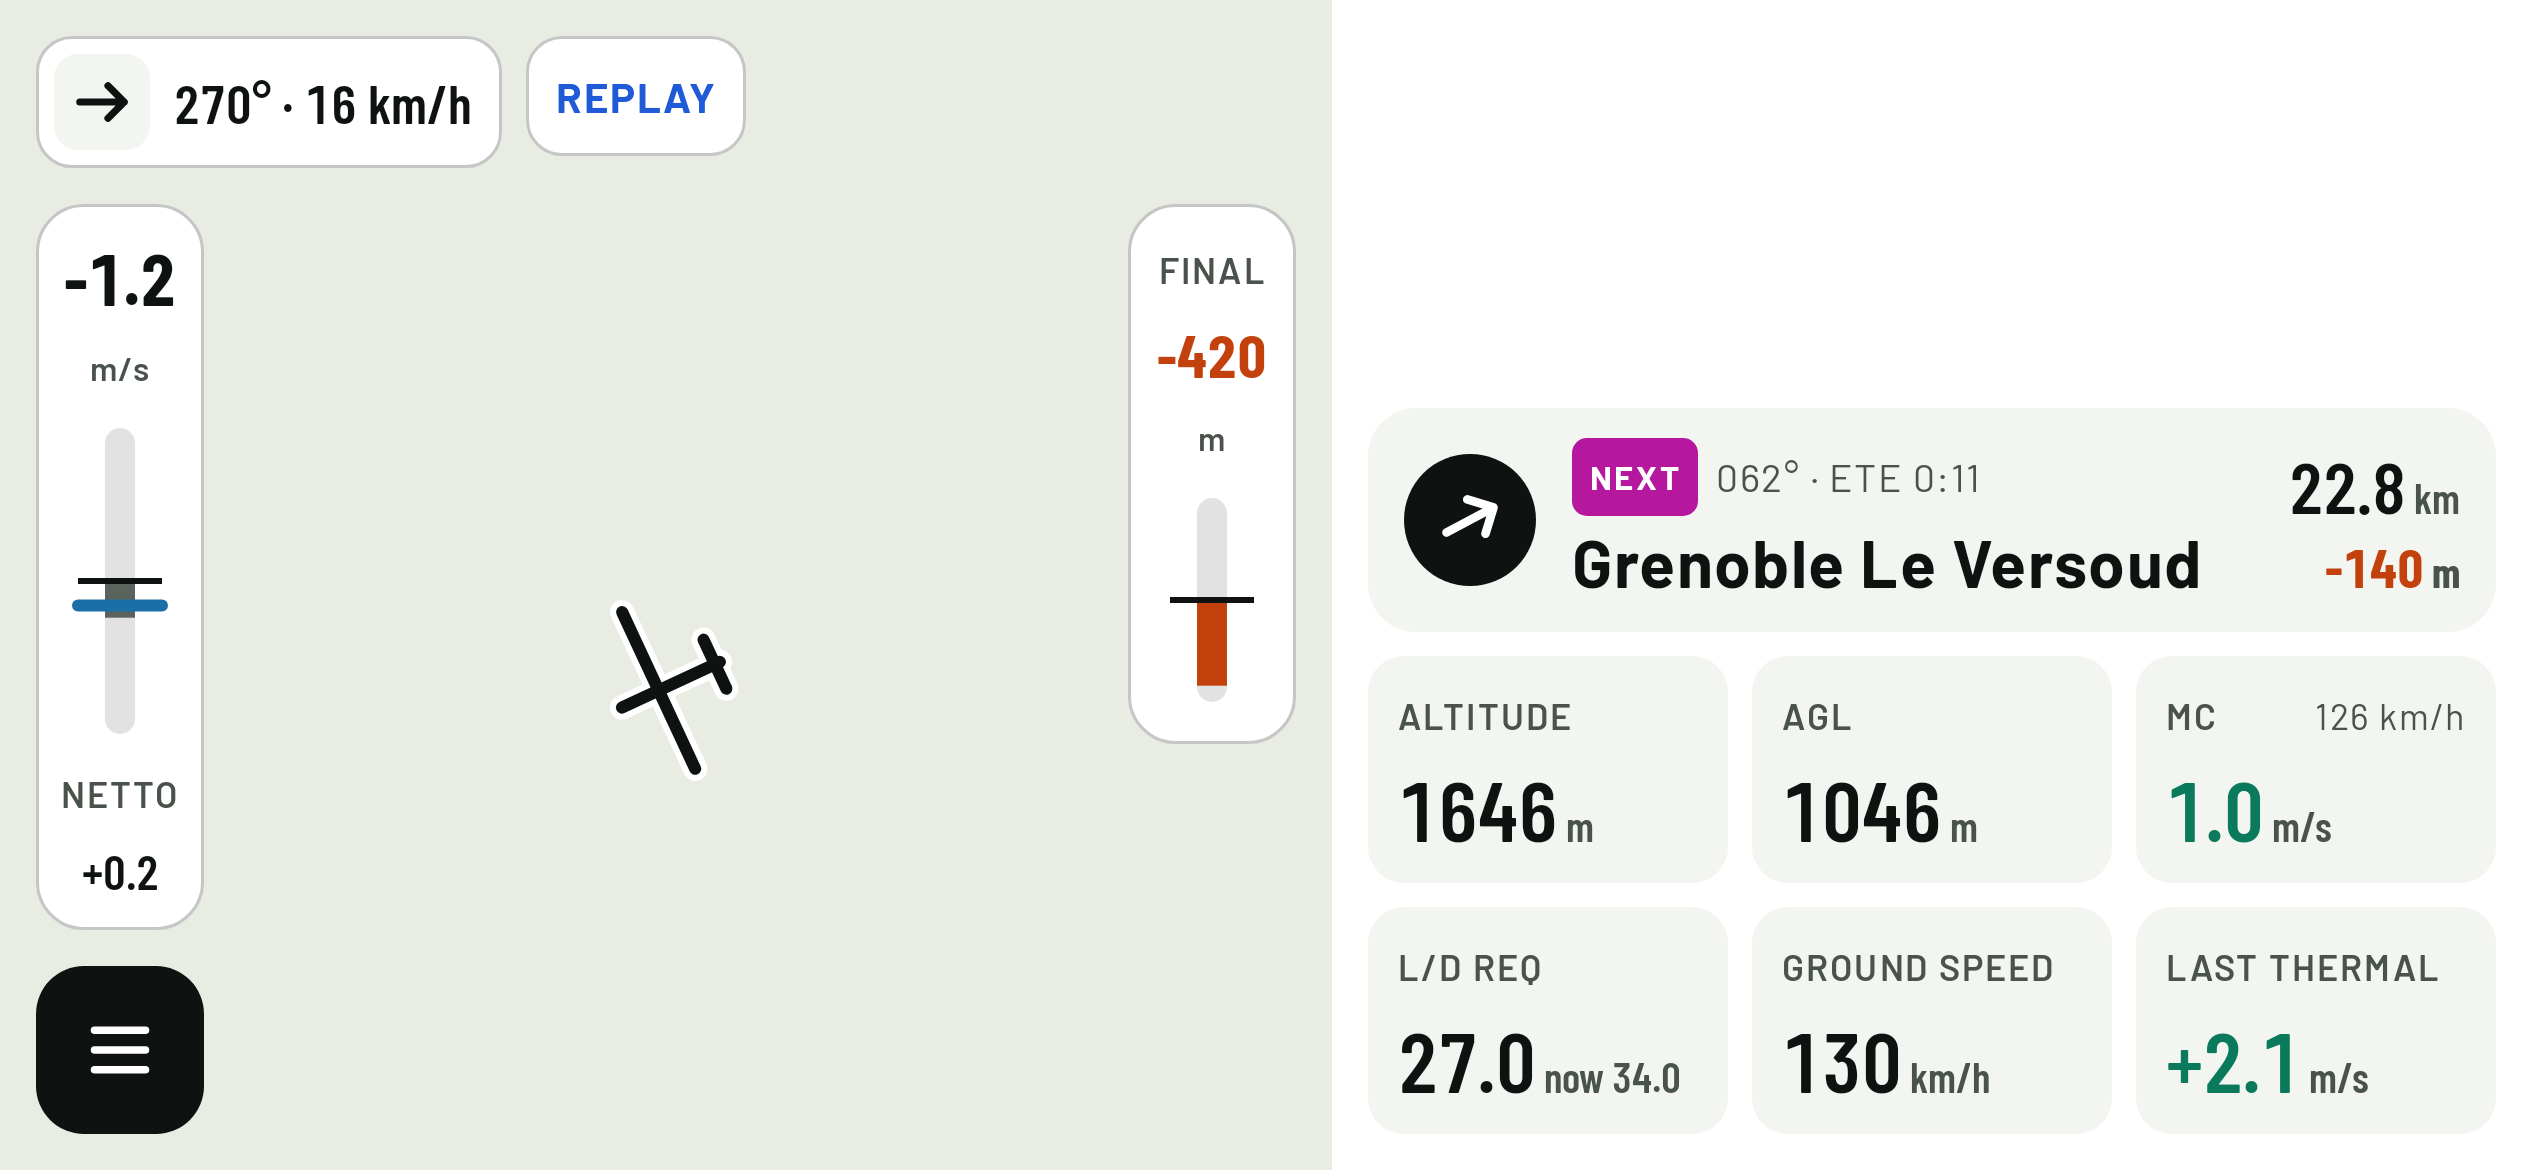 270° · 16 km/h
REPLAY
-1.2
m/s
NETTO
+0.2
FINAL
-420
m
NEXT 062° · ETE 0:11
Grenoble Le Versoud
22.8 km
-140 m
ALTITUDE
1646 m
AGL
1046 m
MC 126 km/h
1.0 m/s
L/D REQ
27.0 now 34.0
GROUND SPEED
130 km/h
LAST THERMAL
+2.1 m/s